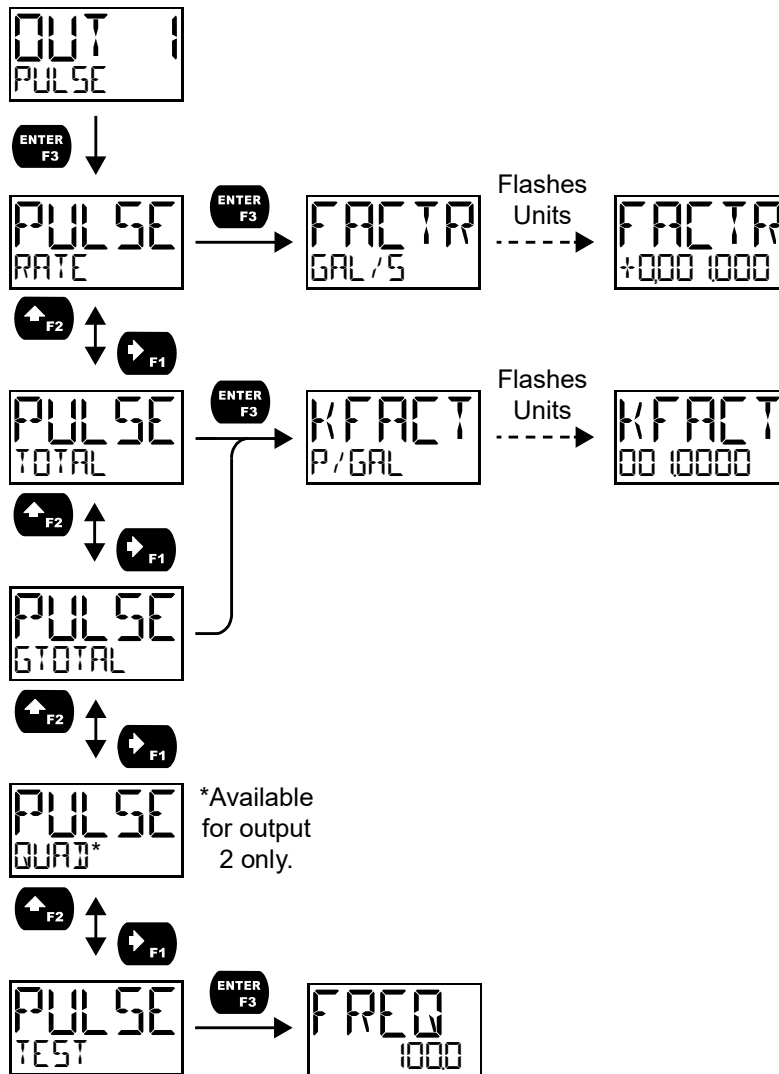 OUT 1
PULSE
ENTER
F3
PULSE
RATE
ENTER
F3
FACTR
GAL/S
Flashes
Units
FACTR
+0,001.000
F2
F1
PULSE
TOTAL
ENTER
F3
KFACT
P/GAL
Flashes
Units
KFACT
001.0000
F2
F1
PULSE
GTOTAL
F2
F1
PULSE
QUAD*
*Available
for output
2 only.
F2
F1
PULSE
TEST
ENTER
F3
FREQ
100.0